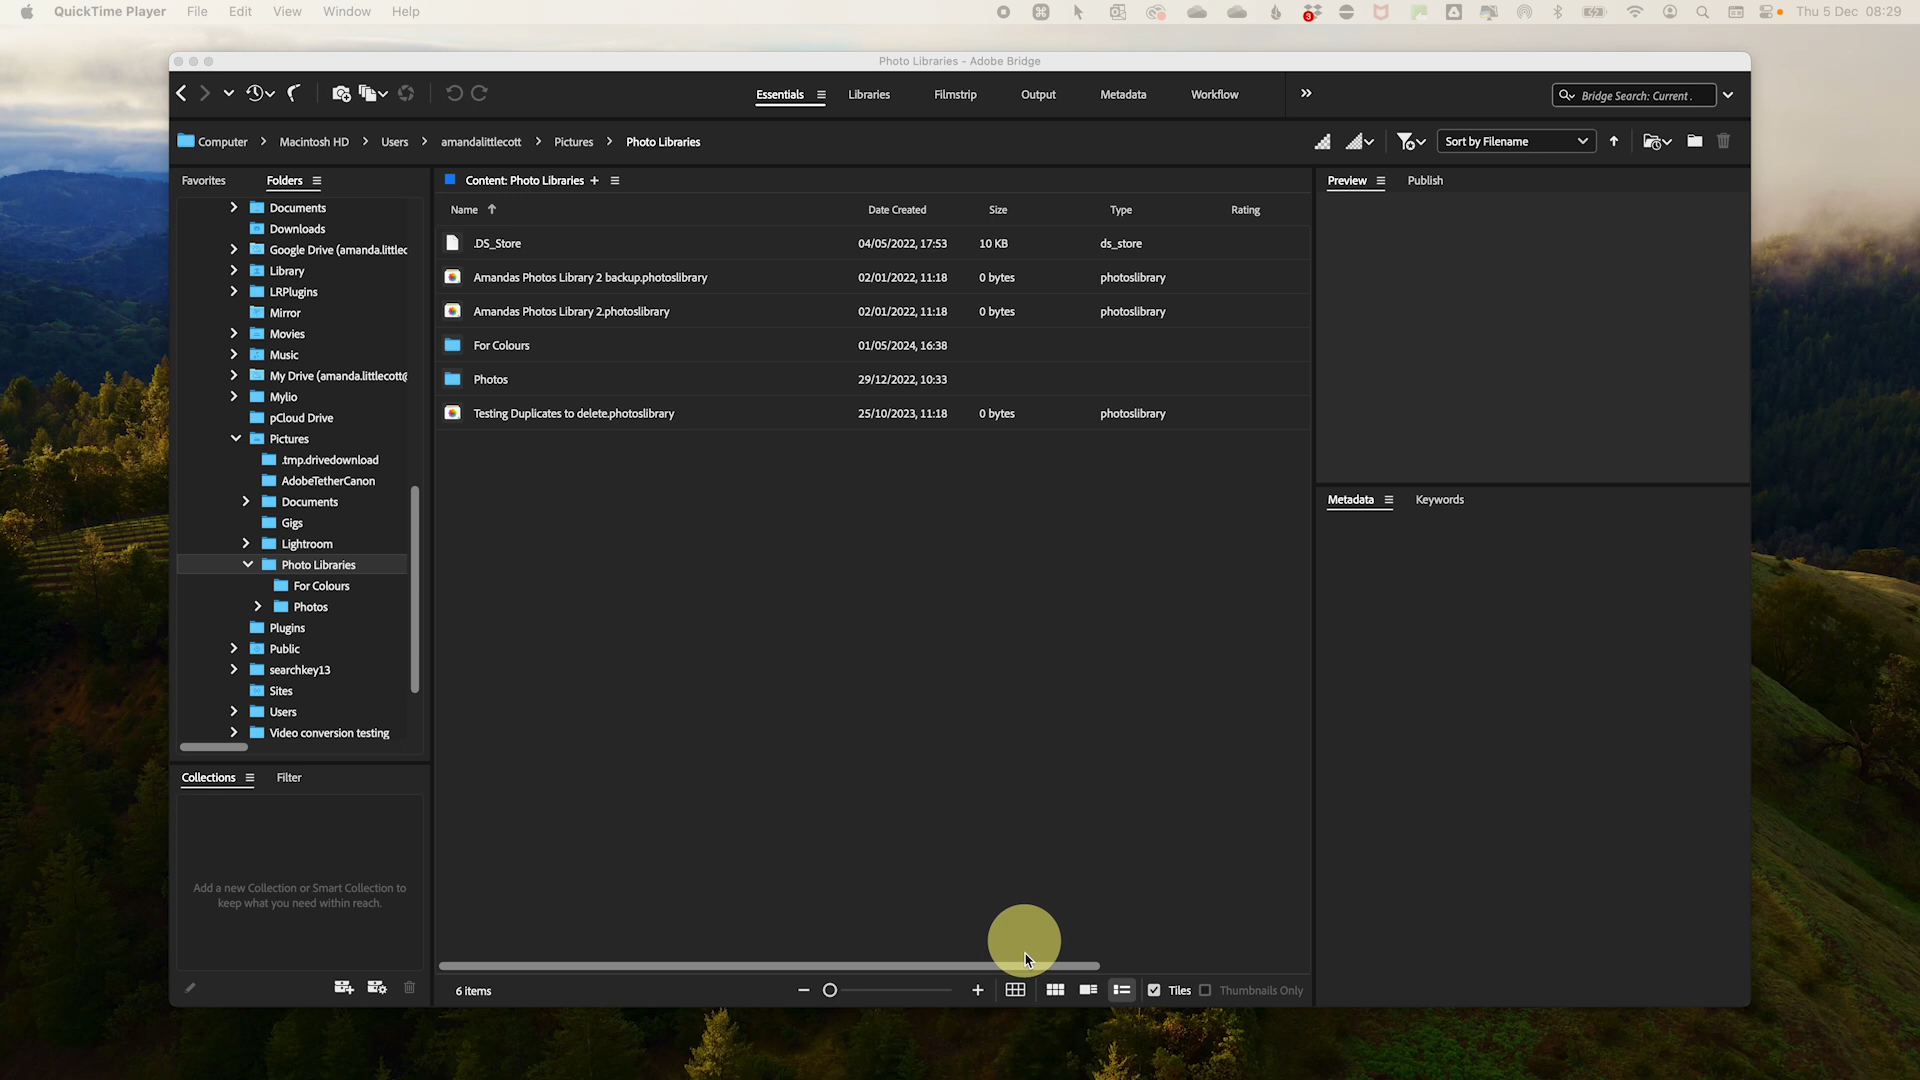 QuickTime Player File Edit View Window Help
3
Thu 5 Dec 08:29
Photo Libraries - Adobe Bridge
Essentials Libraries Filmstrip Output Metadata Workflow
Bridge Search: Current .
Computer Macintosh HD Users amandalittlecott Pictures Photo Libraries
Sort by Filename
Favorites Folders
Content: Photo Libraries
Preview Publish
Documents
Downloads
Google Drive (amanda.littlec
Library
LRPlugins
Mirror
Movies
Music
My Drive (amanda.littlecott@
Mylio
pCloud Drive
Pictures
.tmp.drivedownload
AdobeTetherCanon
Documents
Gigs
Lightroom
Photo Libraries
For Colours
Photos
Plugins
Public
searchkey13
Sites
Users
Video conversion testing
Name Date Created Size Type Rating
.DS_Store 04/05/2022, 17:53 10 KB ds_store
Amandas Photos Library 2 backup.photoslibrary 02/01/2022, 11:18 0 bytes photoslibrary
Amandas Photos Library 2.photoslibrary 02/01/2022, 11:18 0 bytes photoslibrary
For Colours 01/05/2024, 16:38
Photos 29/12/2022, 10:33
Testing Duplicates to delete.photoslibrary 25/10/2023, 11:18 0 bytes photoslibrary
Metadata Keywords
Collections Filter
Add a new Collection or Smart Collection to
keep what you need within reach.
6 items
Tiles Thumbnails Only